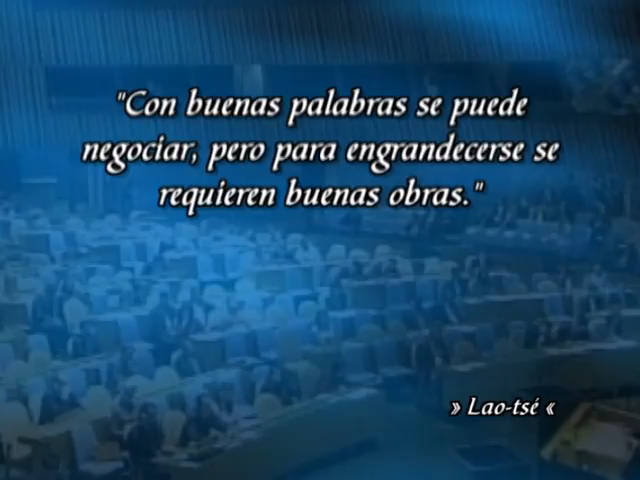 "Con buenas palabras se puede
negociar, pero para engrandecerse se
requieren buenas obras."
» Lao-tsé «